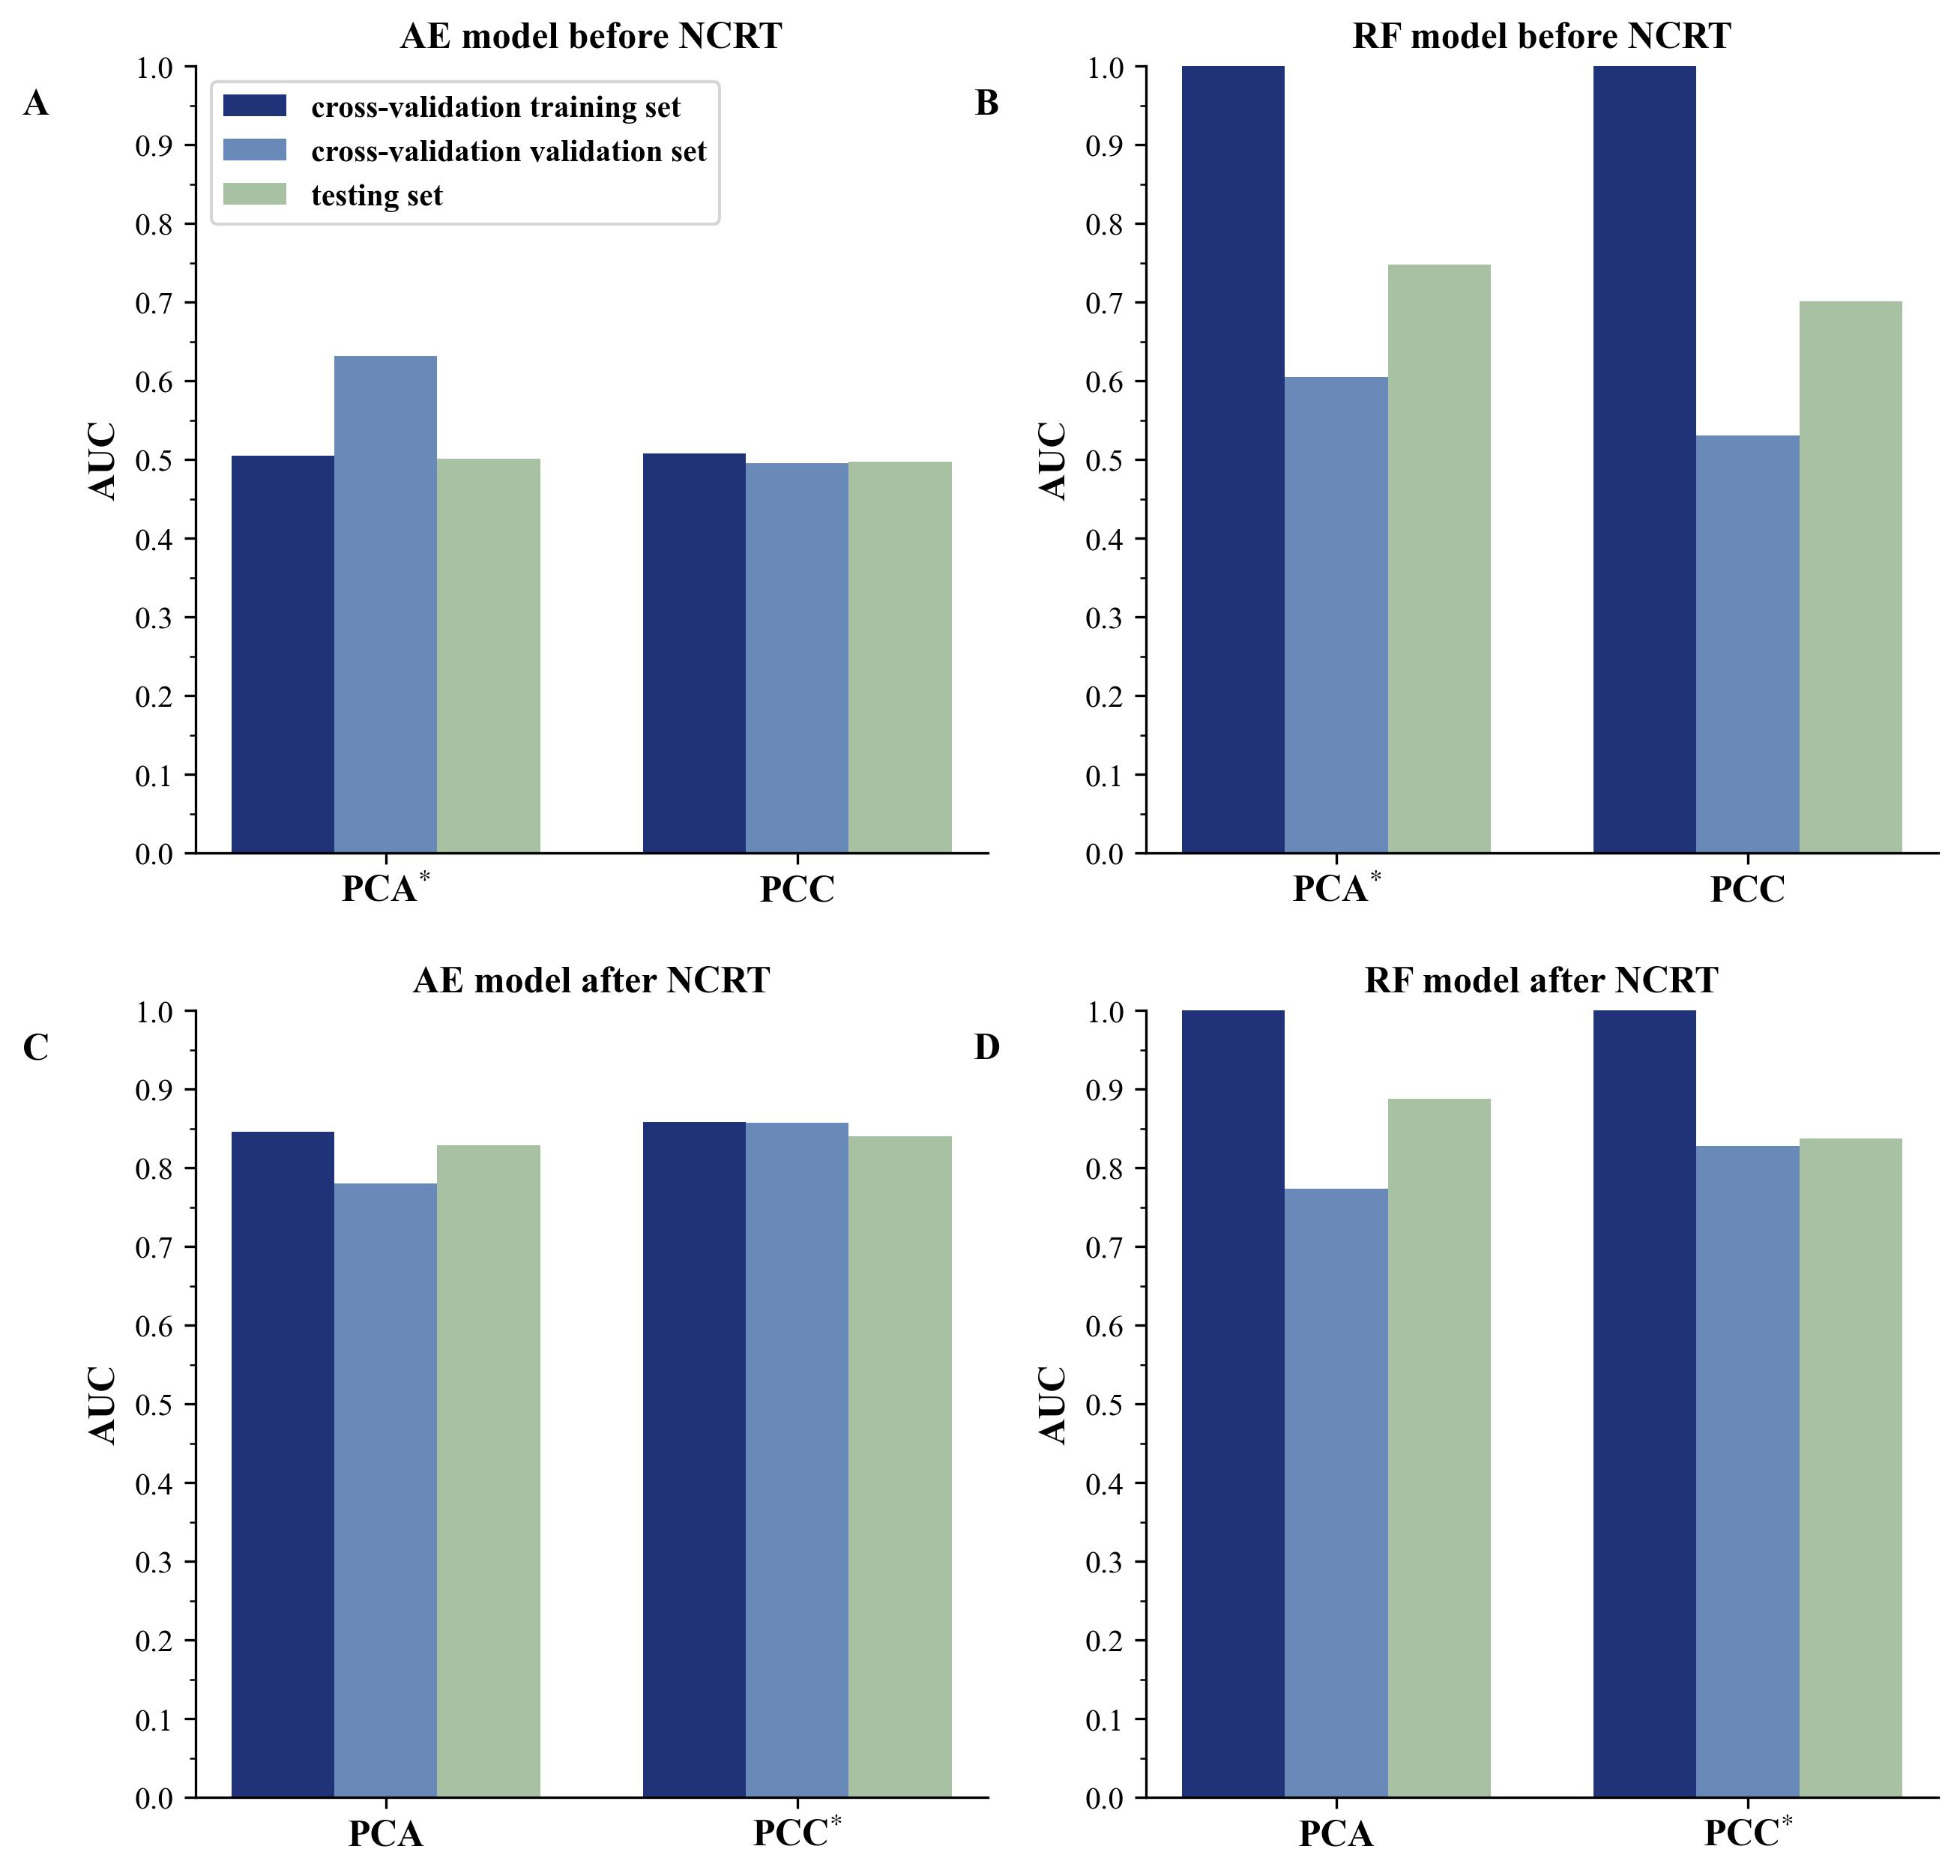 AE model before NCRT
A
1.0
0.9
0.8
0.7
0.6
0.5
0.4
0.3
0.2
0.1
0.0
AUC
cross-validation training set
cross-validation validation set
testing set
PCA*
PCC
RF model before NCRT
B
1.0
0.9
0.8
0.7
0.6
0.5
0.4
0.3
0.2
0.1
0.0
AUC
PCA*
PCC
AE model after NCRT
C
1.0
0.9
0.8
0.7
0.6
0.5
0.4
0.3
0.2
0.1
0.0
AUC
PCA
PCC*
RF model after NCRT
D
1.0
0.9
0.8
0.7
0.6
0.5
0.4
0.3
0.2
0.1
0.0
AUC
PCA
PCC*